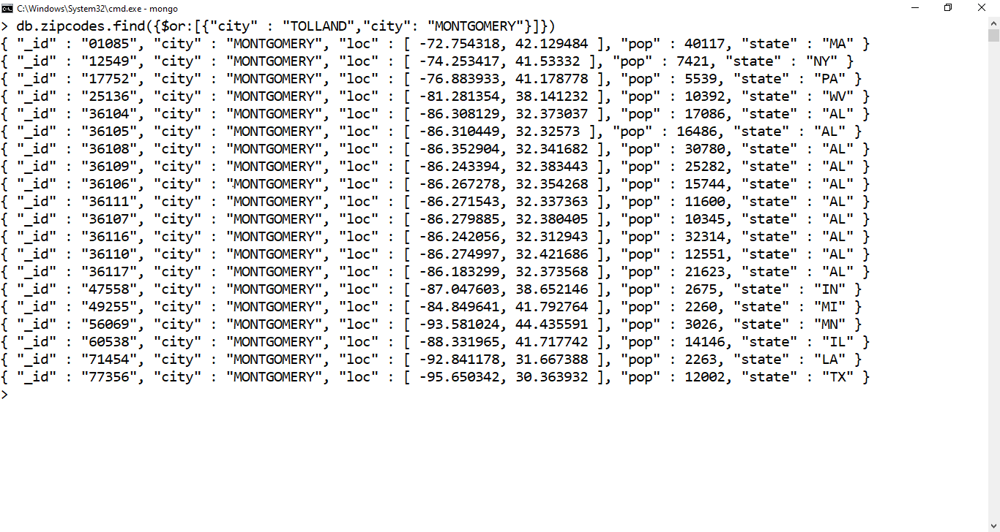 C:\Windows\System32\cmd.exe - mongo
> db.zipcodes.find({$or:[{"city" : "TOLLAND","city": "MONTGOMERY"}]})
{ "_id" : "01085", "city" : "MONTGOMERY", "loc" : [ -72.754318, 42.129484 ], "pop" : 40117, "state" : "MA" }
{ "_id" : "12549", "city" : "MONTGOMERY", "loc" : [ -74.253417, 41.53332 ], "pop" : 7421, "state" : "NY" }
{ "_id" : "17752", "city" : "MONTGOMERY", "loc" : [ -76.883933, 41.178778 ], "pop" : 5539, "state" : "PA" }
{ "_id" : "25136", "city" : "MONTGOMERY", "loc" : [ -81.281354, 38.141232 ], "pop" : 10392, "state" : "WV" }
{ "_id" : "36104", "city" : "MONTGOMERY", "loc" : [ -86.308129, 32.373037 ], "pop" : 17086, "state" : "AL" }
{ "_id" : "36105", "city" : "MONTGOMERY", "loc" : [ -86.310449, 32.32573 ], "pop" : 16486, "state" : "AL" }
{ "_id" : "36108", "city" : "MONTGOMERY", "loc" : [ -86.352904, 32.341682 ], "pop" : 30780, "state" : "AL" }
{ "_id" : "36109", "city" : "MONTGOMERY", "loc" : [ -86.243394, 32.383443 ], "pop" : 25282, "state" : "AL" }
{ "_id" : "36106", "city" : "MONTGOMERY", "loc" : [ -86.267278, 32.354268 ], "pop" : 15744, "state" : "AL" }
{ "_id" : "36111", "city" : "MONTGOMERY", "loc" : [ -86.271543, 32.337363 ], "pop" : 11600, "state" : "AL" }
{ "_id" : "36107", "city" : "MONTGOMERY", "loc" : [ -86.279885, 32.380405 ], "pop" : 10345, "state" : "AL" }
{ "_id" : "36116", "city" : "MONTGOMERY", "loc" : [ -86.242056, 32.312943 ], "pop" : 32314, "state" : "AL" }
{ "_id" : "36110", "city" : "MONTGOMERY", "loc" : [ -86.274997, 32.421686 ], "pop" : 12551, "state" : "AL" }
{ "_id" : "36117", "city" : "MONTGOMERY", "loc" : [ -86.183299, 32.373568 ], "pop" : 21623, "state" : "AL" }
{ "_id" : "47558", "city" : "MONTGOMERY", "loc" : [ -87.047603, 38.652146 ], "pop" : 2675, "state" : "IN" }
{ "_id" : "49255", "city" : "MONTGOMERY", "loc" : [ -84.849641, 41.792764 ], "pop" : 2260, "state" : "MI" }
{ "_id" : "56069", "city" : "MONTGOMERY", "loc" : [ -93.581024, 44.435591 ], "pop" : 3026, "state" : "MN" }
{ "_id" : "60538", "city" : "MONTGOMERY", "loc" : [ -88.331965, 41.717742 ], "pop" : 14146, "state" : "IL" }
{ "_id" : "71454", "city" : "MONTGOMERY", "loc" : [ -92.841178, 31.667388 ], "pop" : 2263, "state" : "LA" }
{ "_id" : "77356", "city" : "MONTGOMERY", "loc" : [ -95.650342, 30.363932 ], "pop" : 12002, "state" : "TX" }
>